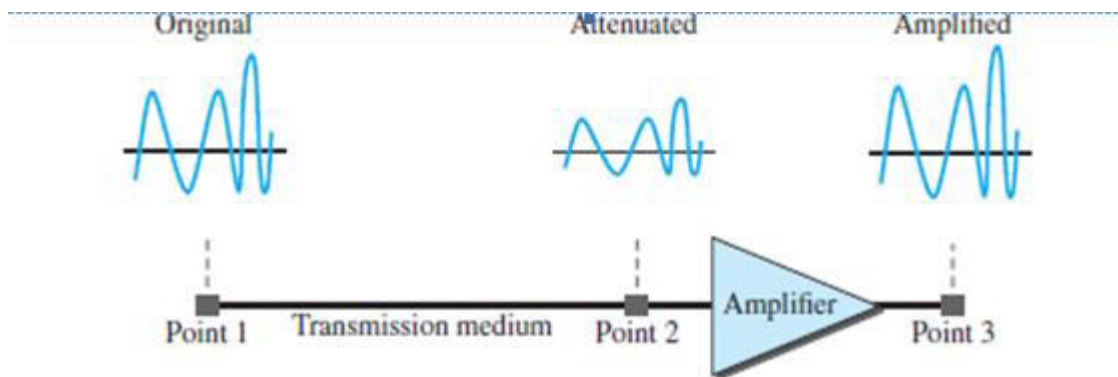 Original Attenuated Amplified
Amplifier
Point 1 Transmission medium Point 2 Point 3